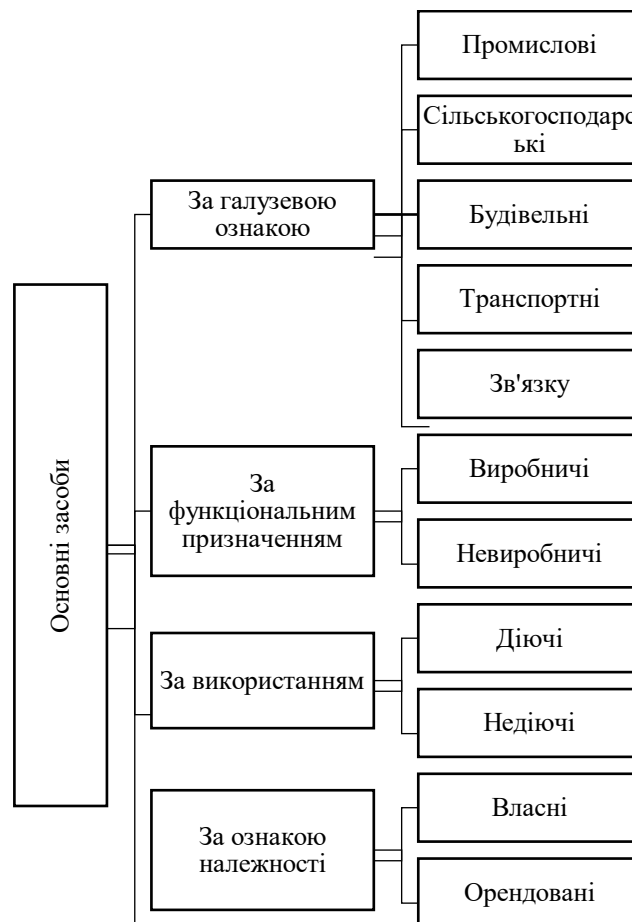 Основні засоби
За галузевою
ознакою
Промислові
Сільськогосподарс
ькі
Будівельні
Транспортні
Зв'язку
За
функціональним
призначенням
Виробничі
Невиробничі
За використанням
Діючі
Недіючі
За ознакою
належності
Власні
Орендовані